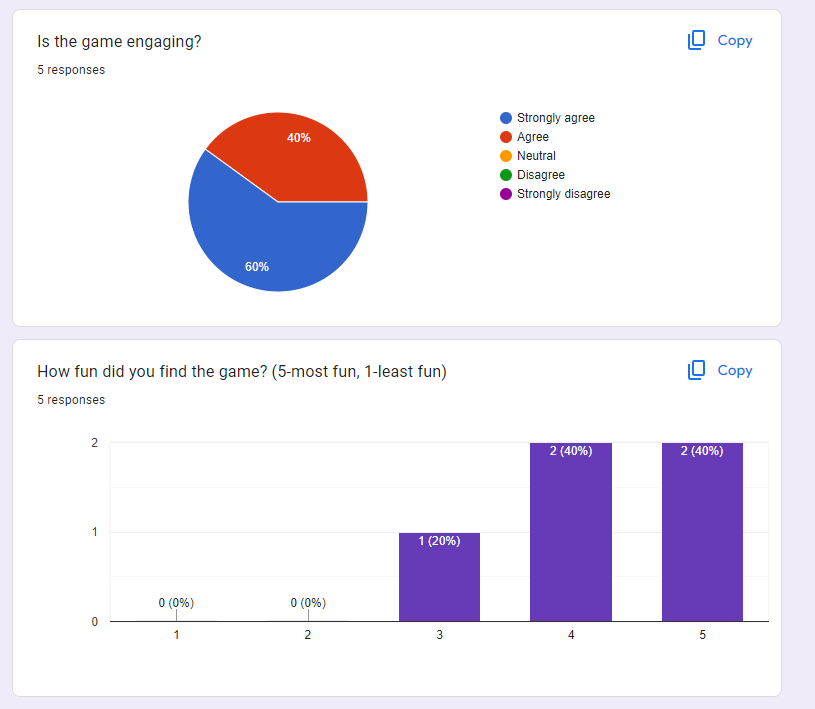 Is the game engaging?
Copy
5 responses
40%
60%
Strongly agree
Agree
Neutral
Disagree
Strongly disagree
How fun did you find the game? (5-most fun, 1-least fun)
Copy
5 responses
2
1
0
0 (0%)
0 (0%)
1 (20%)
2 (40%)
2 (40%)
1
2
3
4
5